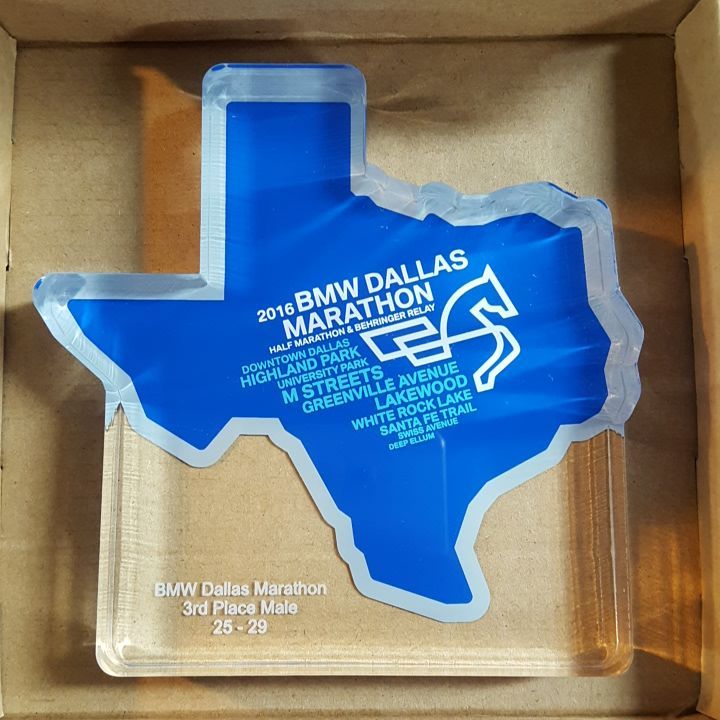 2016 BMW DALLAS
MARATHON
HALF MARATHON & BEHRINGER RELAY
DOWNTOWN DALLAS
HIGHLAND PARK
UNIVERSITY PARK
M STREETS
GREENVILLE AVENUE
LAKEWOOD
WHITE ROCK LAKE
SANTA FE TRAIL
SWISS AVENUE
DEEP ELLUM
BMW Dallas Marathon
3rd Place Male
25 - 29